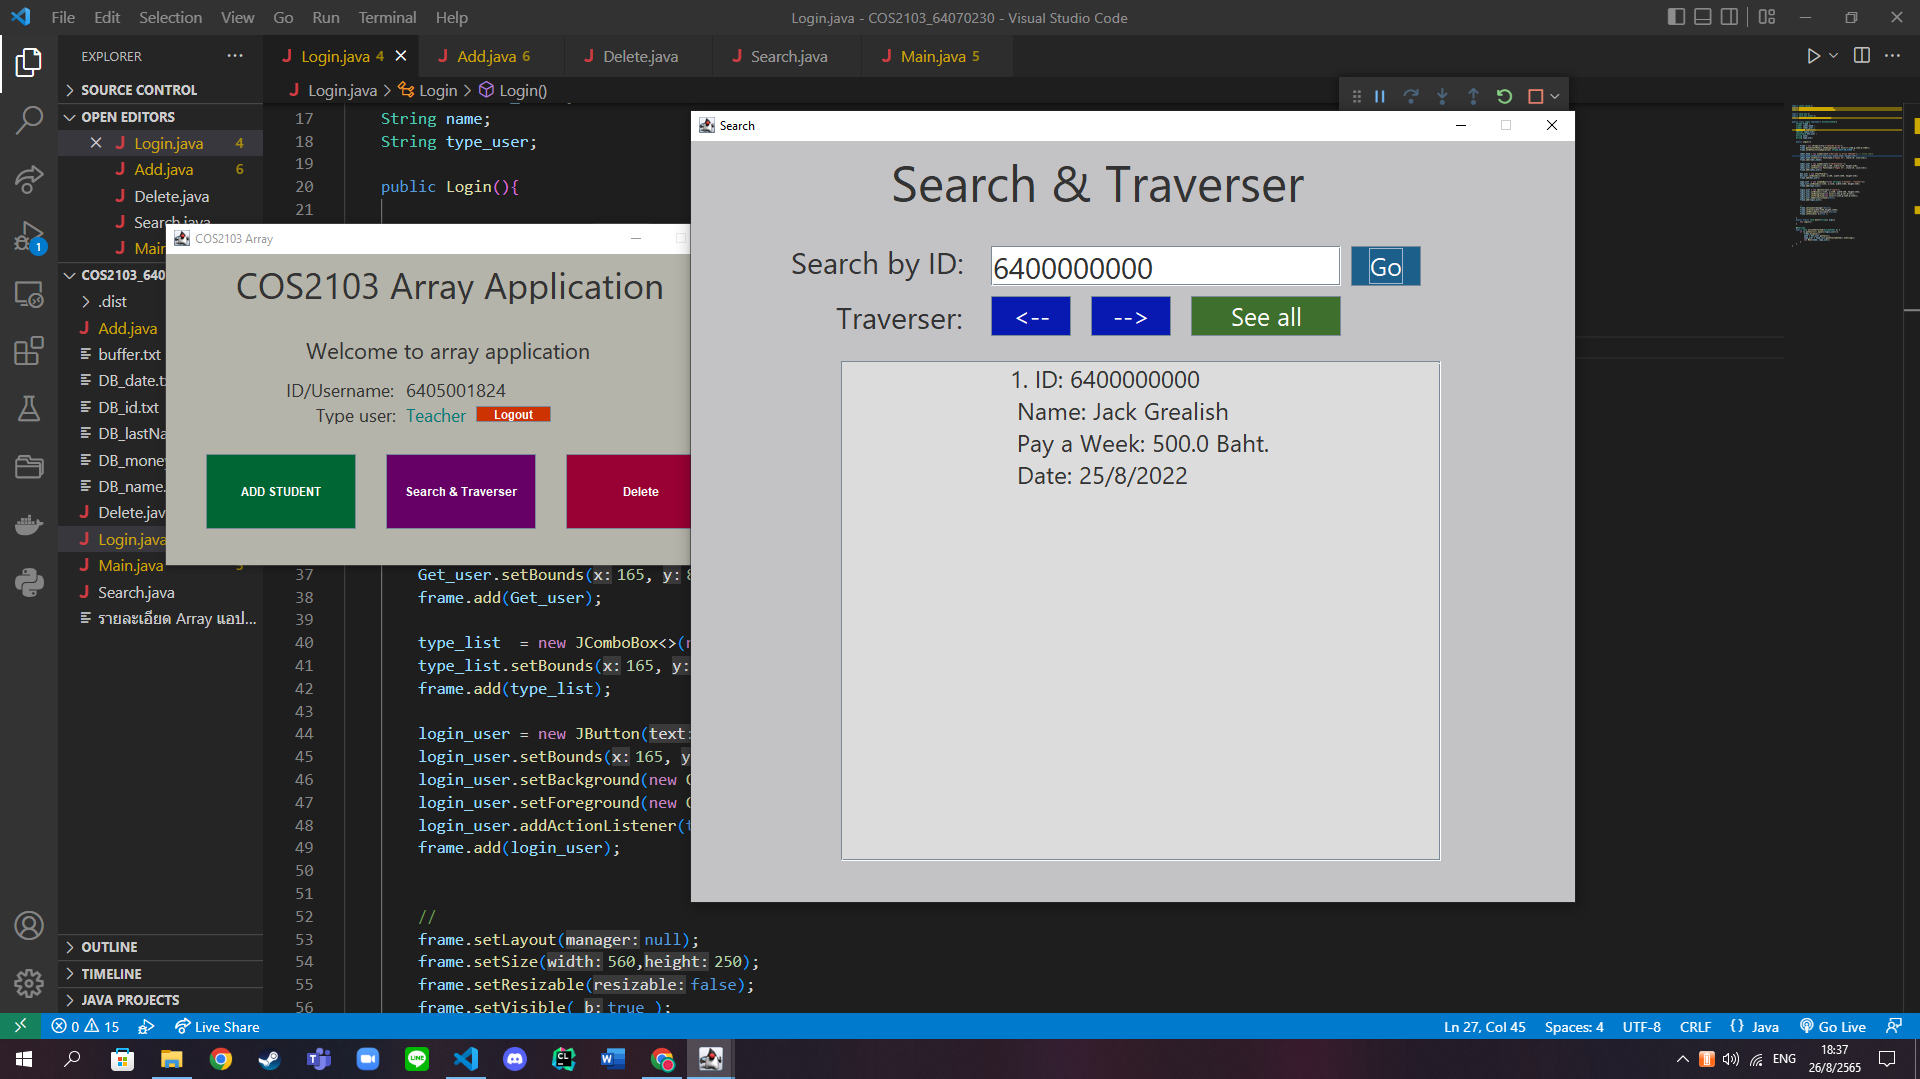 File Edit Selection View Go Run Terminal Help
Login.java - COS2103_64070230 - Visual Studio Code
EXPLORER
SOURCE CONTROL
OPEN EDITORS
Login.java 4
Add.java 6
Delete.java
Search.java
Main
COS2103_640
.dist
Add.java
buffer.txt
DB_date.t
DB_id.txt
DB_lastNa
DB_money
DB_name.
Delete.jav
Login.java
Main.java 5
Search.java
รายละเอียด Array แอป...
OUTLINE
TIMELINE
JAVA PROJECTS
Login.java 4 Add.java 6 Delete.java Search.java Main.java 5
Login.java > Login > Login()
17 String name;
18 String type_user;
19
20 public Login(){
21
37 Get_user.setBounds(x: 165, y: 8
38 frame.add(Get_user);
39
40 type_list = new JComboBox<>(
41 type_list.setBounds(x: 165, y:
42 frame.add(type_list);
43
44 login_user = new JButton(text:
45 login_user.setBounds(x: 165, y
46 login_user.setBackground(new
47 login_user.setForeground(new
48 login_user.addActionListener(
49 frame.add(login_user);
50
51
52 //
53 frame.setLayout(manager: null);
54 frame.setSize(width: 560,height: 250);
55 frame.setResizable(resizable: false);
56 frame.setVisible( b: true );
COS2103 Array
COS2103 Array Application
Welcome to array application
ID/Username: 6405001824
Type user: Teacher Logout
ADD STUDENT Search & Traverser Delete
Search
Search & Traverser
Search by ID: 6400000000 Go
Traverser: <-- --> See all
1. ID: 6400000000
Name: Jack Grealish
Pay a Week: 500.0 Baht.
Date: 25/8/2022
1
0 15 Live Share
Ln 27, Col 45 Spaces: 4 UTF-8 CRLF {} Java Go Live
ENG
18:37
26/8/2565